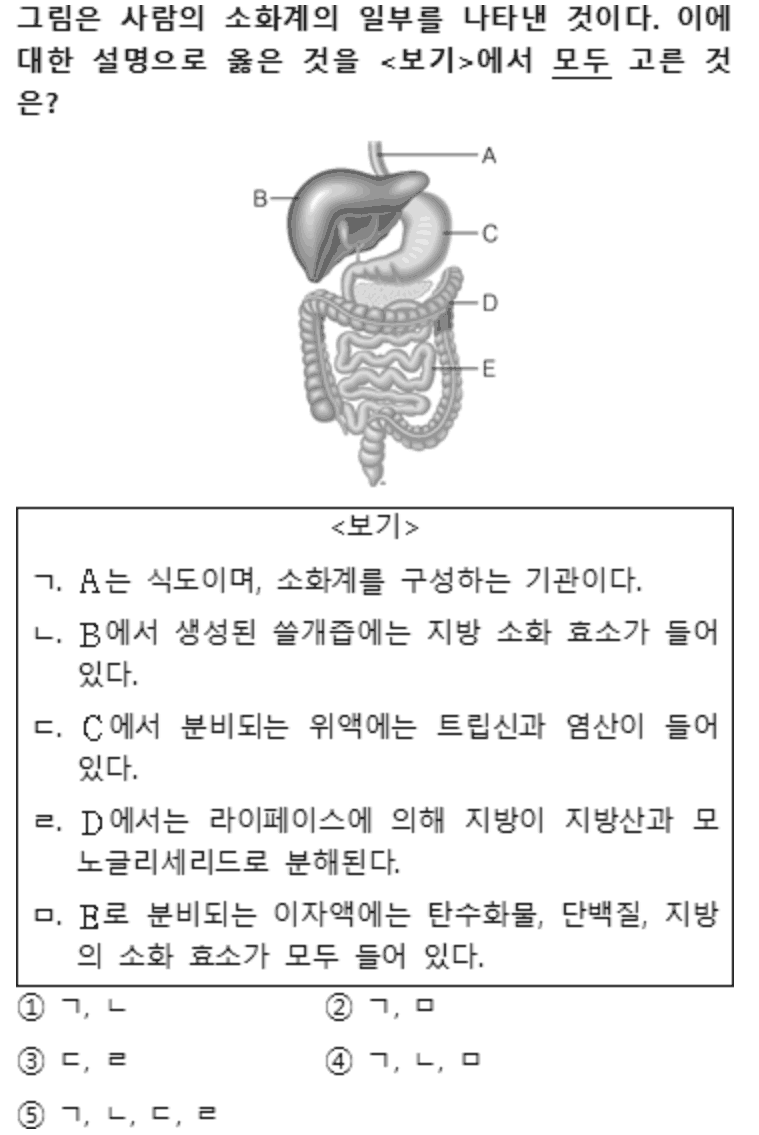 그림은 사람의 소화계의 일부를 나타낸 것이다. 이에
대한 설명으로 옳은 것을 <보기>에서 모두 고른 것
은?
A
B
C
D
E
<보기>
ㄱ. A는 식도이며, 소화계를 구성하는 기관이다.
ㄴ. B에서 생성된 쓸개즙에는 지방 소화 효소가 들어
있다.
ㄷ. C에서 분비되는 위액에는 트립신과 염산이 들어
있다.
ㄹ. D에서는 라이페이스에 의해 지방이 지방산과 모
노글리세리드로 분해된다.
ㅁ. E로 분비되는 이자액에는 탄수화물, 단백질, 지방
의 소화 효소가 모두 들어 있다.
① ㄱ, ㄴ ② ㄱ, ㅁ
③ ㄷ, ㄹ ④ ㄱ, ㄴ, ㅁ
⑤ ㄱ, ㄴ, ㄷ, ㄹ